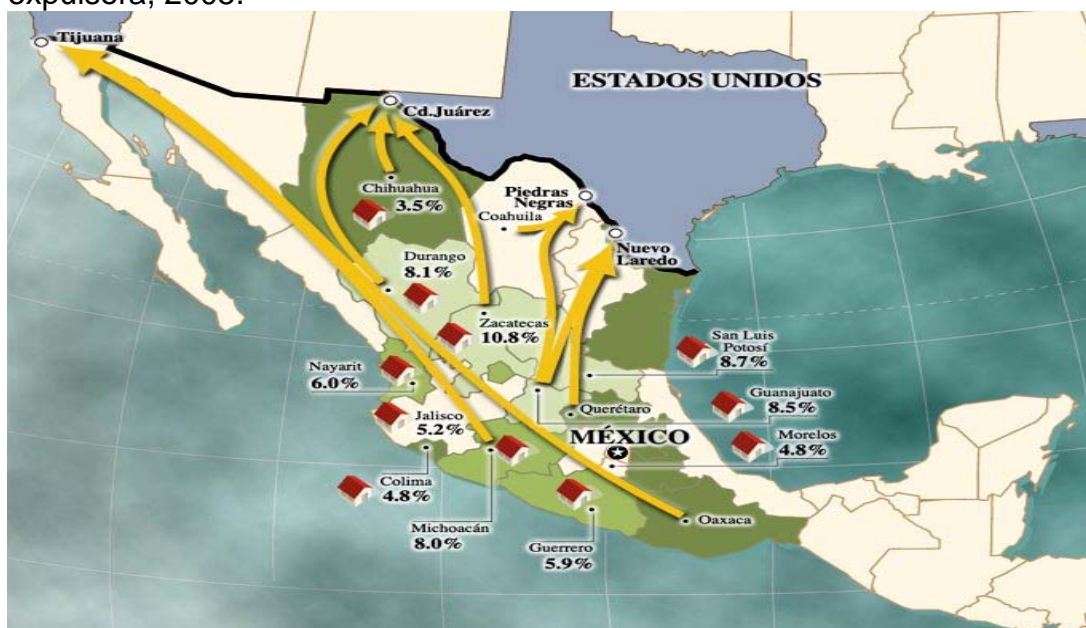 expulsora, 2005.
Tijuana
ESTADOS UNIDOS
Cd.Juárez
Chihuahua
3.5%
Piedras
Negras
Coahuila
Nuevo
Laredo
Durango
8.1%
Zacatecas
10.8%
San Luis
Potosí
8.7%
Nayarit
6.0%
Guanajuato
8.5%
Jalisco
5.2%
Querétaro
MÉXICO
Morelos
4.8%
Colima
4.8%
Michoacán
8.0%
Oaxaca
Guerrero
5.9%